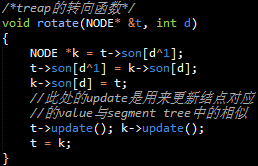 /*treap的转向函数*/
void rotate(NODE* &t, int d)
{
    NODE *k = t->son[d^1];
    t->son[d^1] = k->son[d];
    k->son[d] = t;
    //此处的update是用来更新结点对应
    //的value与segment tree中的相似
    t->update(); k->update();
    t = k;
}